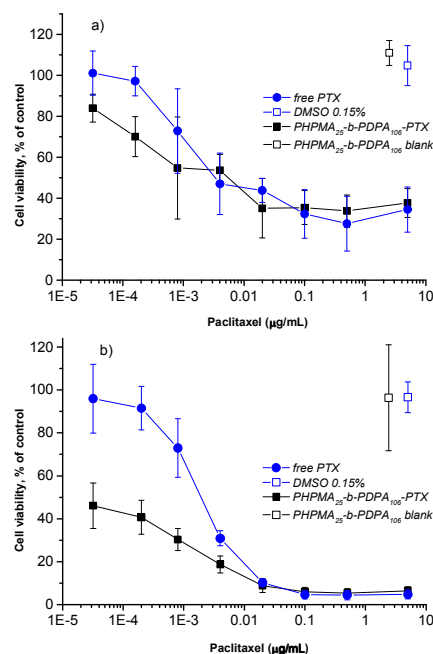 a)
120
100
80
60
40
20
0
Cell viability, % of control
free PTX
DMSO 0.15%
PHPMA25-b-PDPA106-PTX
PHPMA25-b-PDPA106 blank
1E-5 1E-4 1E-3 0.01 0.1 1 10
Paclitaxel (µg/mL)
b)
120
100
80
60
40
20
0
Cell viability, % of control
free PTX
DMSO 0.15%
PHPMA25-b-PDPA106-PTX
PHPMA25-b-PDPA106 blank
1E-5 1E-4 1E-3 0.01 0.1 1 10
Paclitaxel (µg/mL)